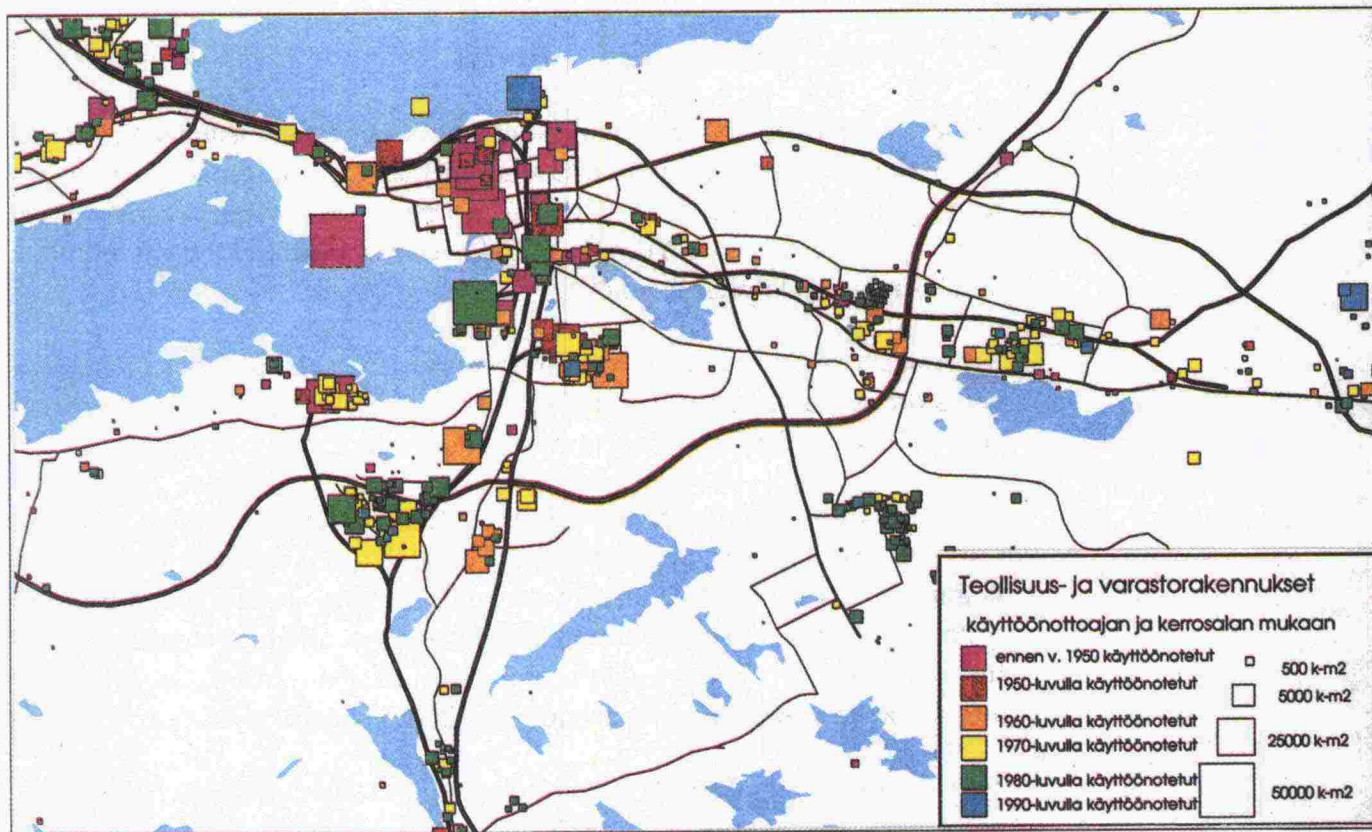 Teollisuus- ja varastorakennukset
käyttöönottoajan ja kerrosalan mukaan
ennen v. 1950 käyttöönotetut
1950-luvulla käyttöönotetut
1960-luvulla käyttöönotetut
1970-luvulla käyttöönotetut
1980-luvulla käyttöönotetut
1990-luvulla käyttöönotetut
500 k-m2
5000 k-m2
25000 k-m2
50000 k-m2